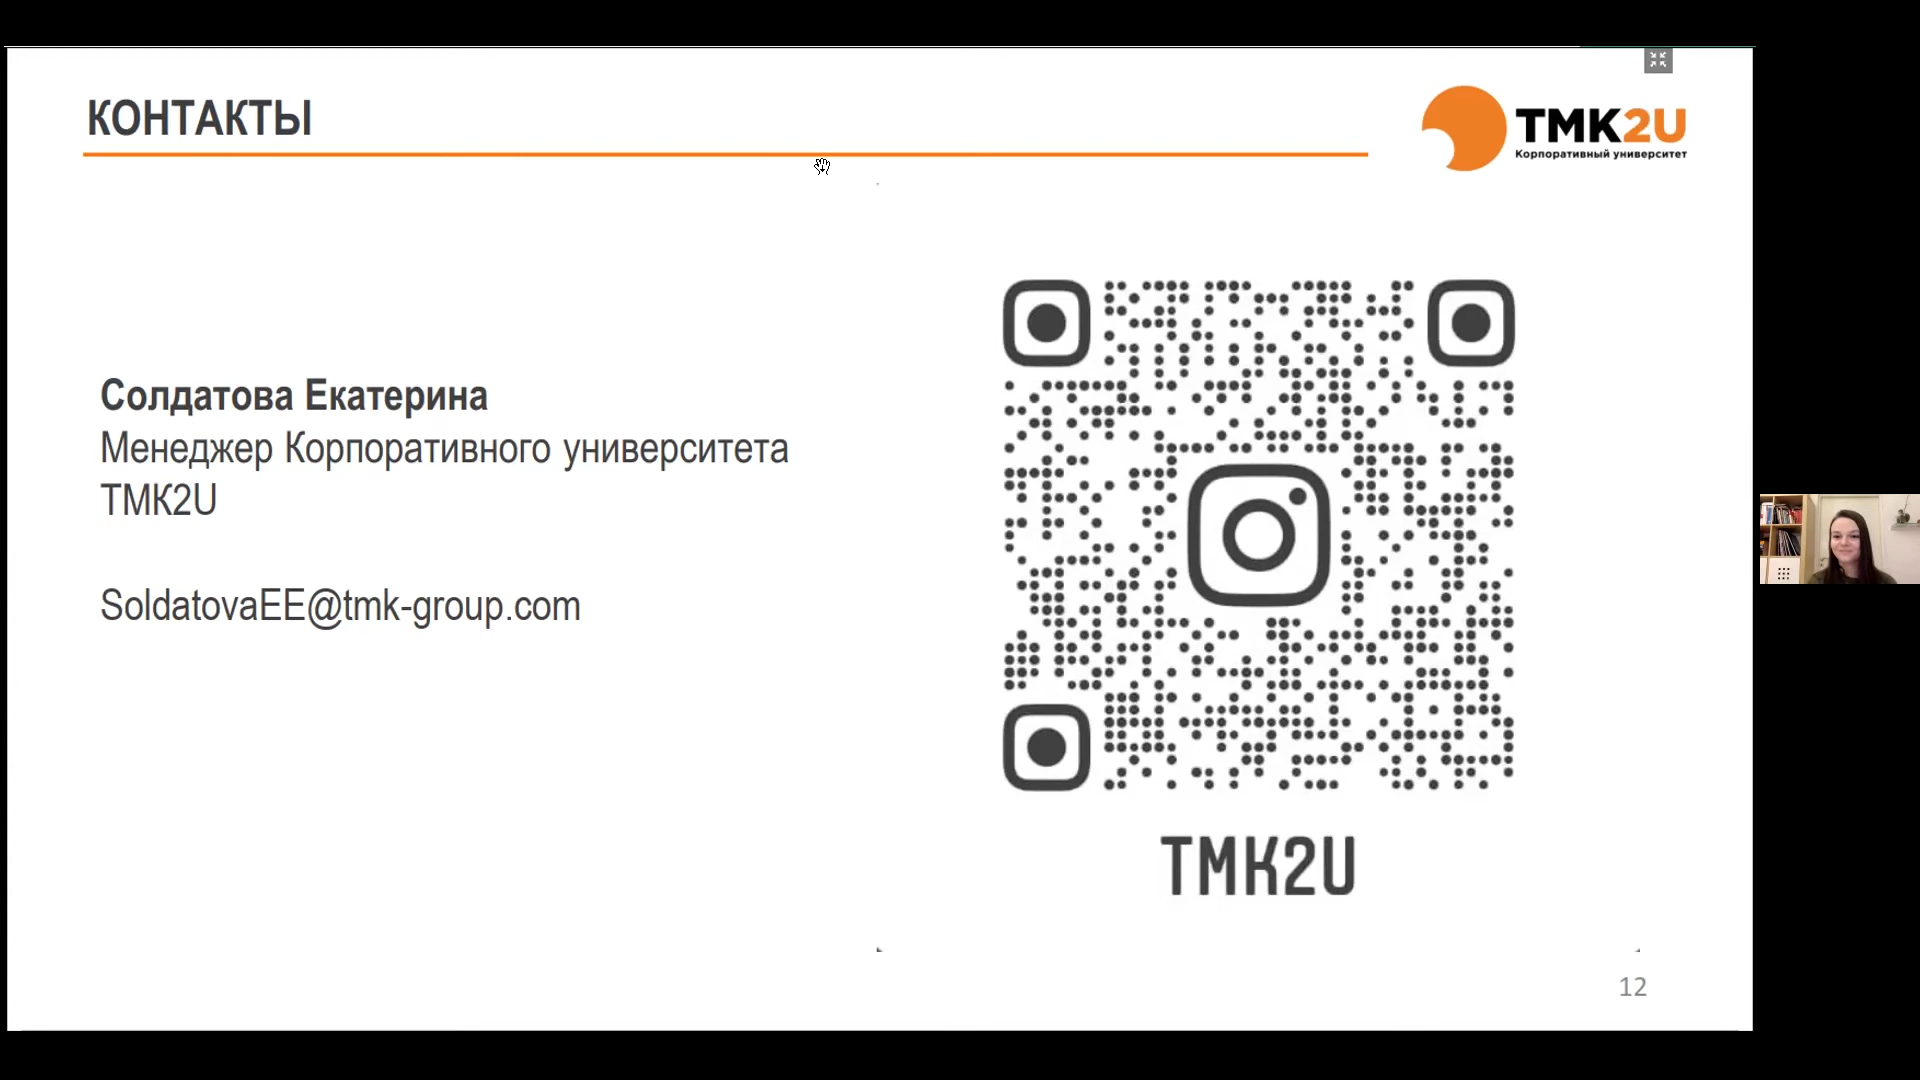 КОНТАКТЫ
ТМК2U
Корпоративный университет
Солдатова Екатерина
Менеджер Корпоративного университета
ТМК2U
SoldatovaEE@tmk-group.com
TMK2U
12